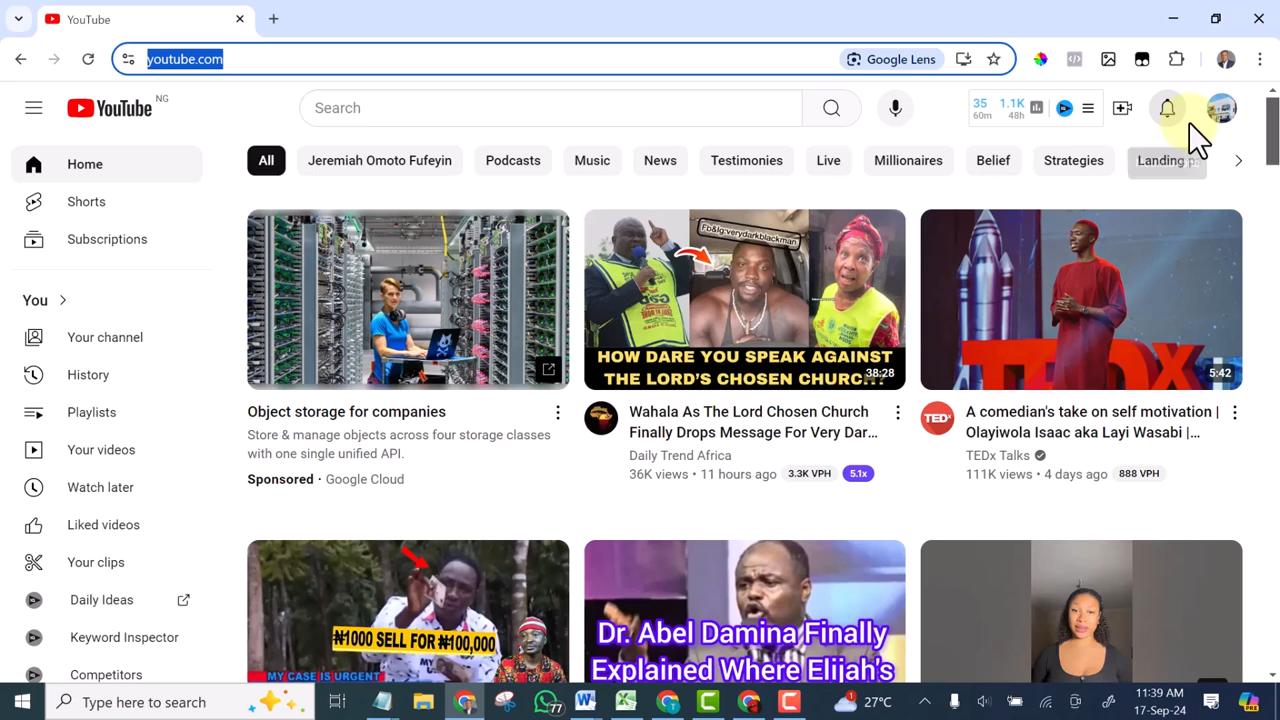 YouTube
youtube.com
Google Lens
YouTube NG
Search
35 1.1K
60m 48h
Home
All
Jeremiah Omoto Fufeyin
Podcasts
Music
News
Testimonies
Live
Millionaires
Belief
Strategies
Landing
Shorts
Subscriptions
You
Your channel
History
Playlists
Your videos
Watch later
Liked videos
Your clips
Daily Ideas
Keyword Inspector
Competitors
Object storage for companies
Store & manage objects across four storage classes
with one single unified API.
Sponsored · Google Cloud
Fb&Ig:verydarkblackman
HOW DARE YOU SPEAK AGAINST
THE LORD'S CHOSEN CHURCH?
38:28
Wahala As The Lord Chosen Church
Finally Drops Message For Very Dar...
Daily Trend Africa
36K views • 11 hours ago 3.3K VPH 5.1x
TEDx
5:42
TEDx
A comedian's take on self motivation |
Olayiwola Isaac aka Layi Wasabi |...
TEDx Talks
111K views • 4 days ago 888 VPH
₦1000 SELL FOR ₦100,000
MY CASE IS URGENT
Dr. Abel Damina Finally
Explained Where Elijah's
Type here to search
77
27°C
11:39 AM
17-Sep-24